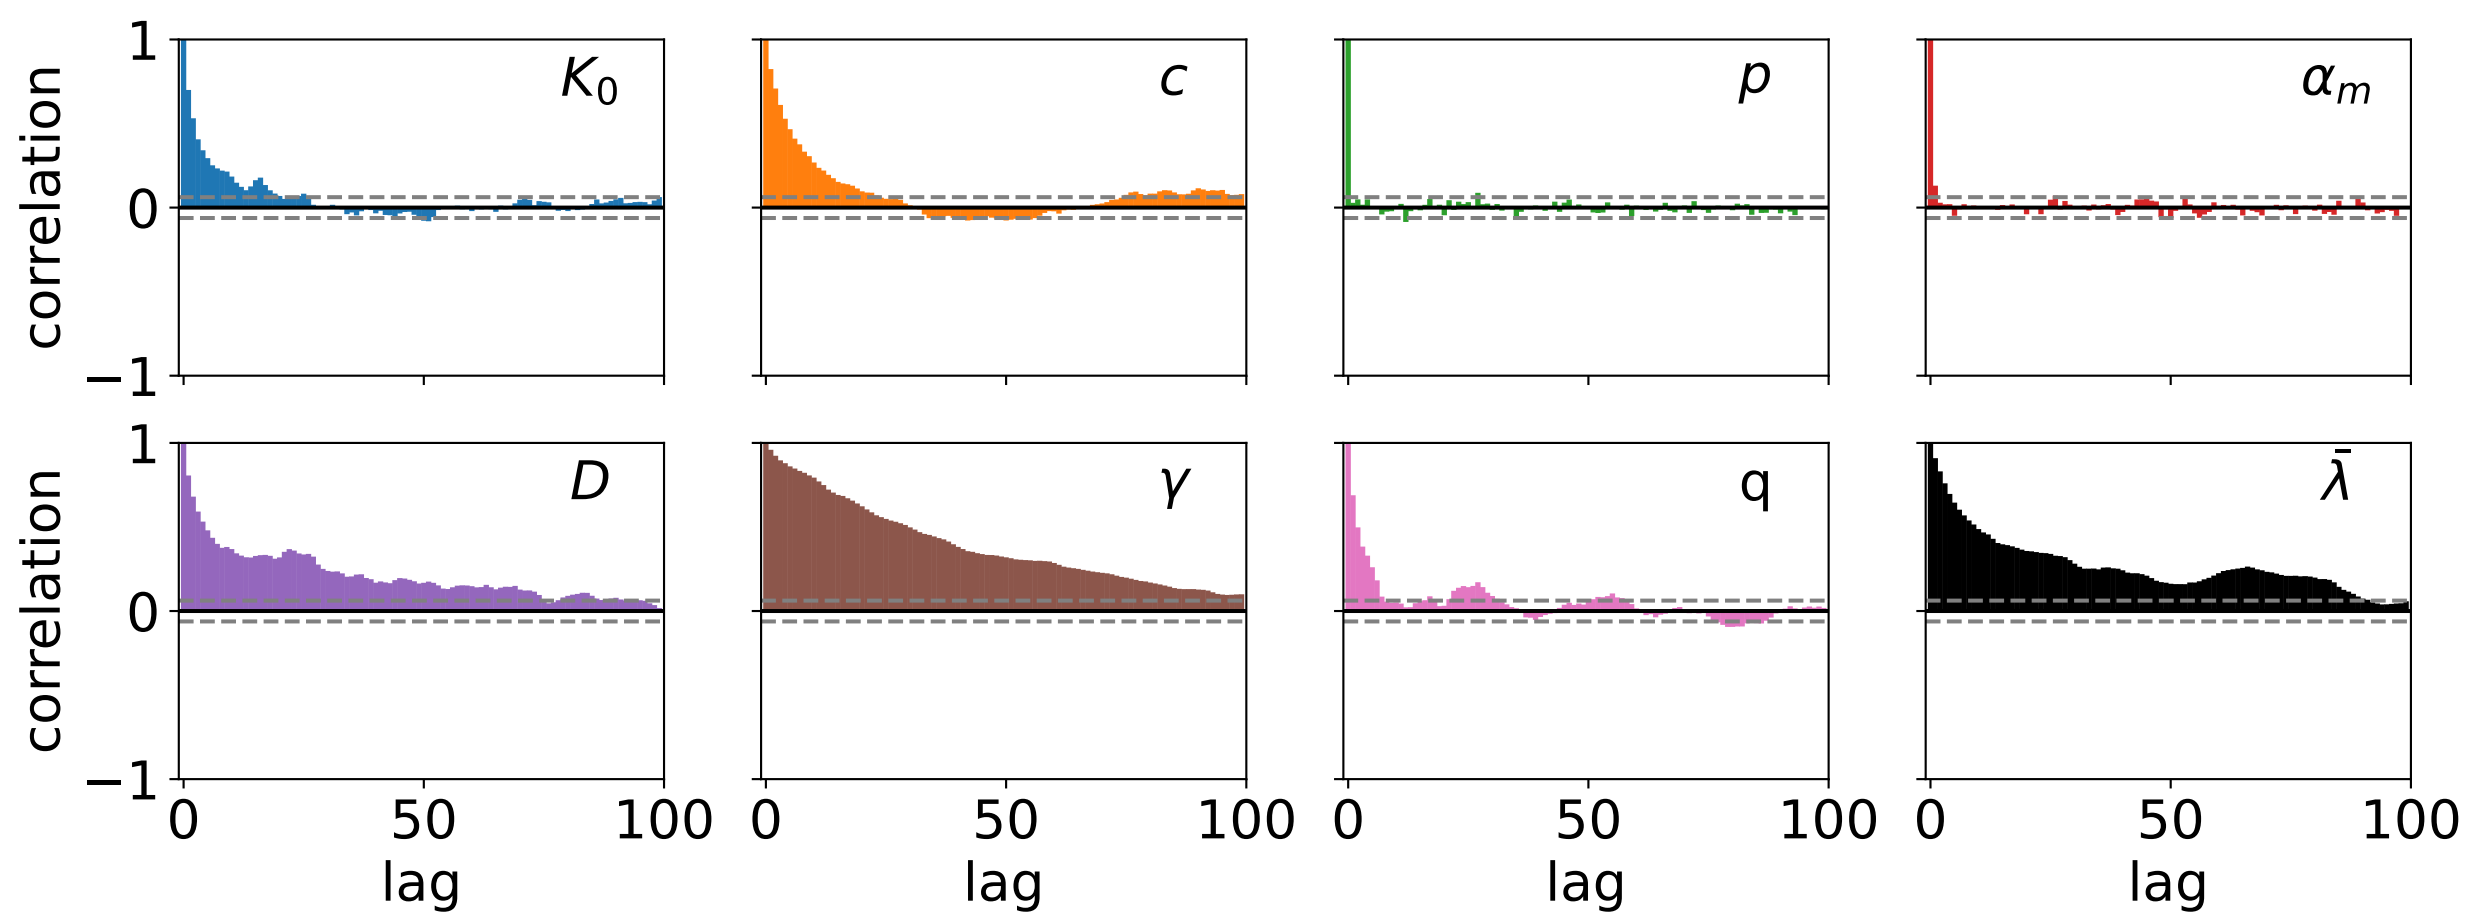 correlation
1
0
−1
K₀
c
p
αₘ
correlation
1
0
−1
D
γ
q
λ̄
0 50 100 0 50 100 0 50 100 0 50 100
lag lag lag lag